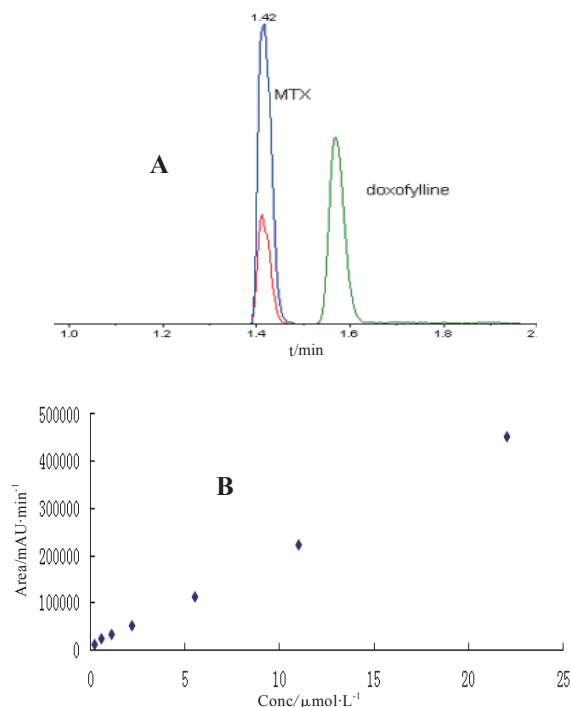 1.42
MTX
A
doxofylline
1.0 1.2 1.4 1.6 1.8 2.
t/min
500000
400000
B
300000
Area/mAU·min⁻¹
200000
100000
0
0 5 10 15 20 25
Conc/μmol·L⁻¹